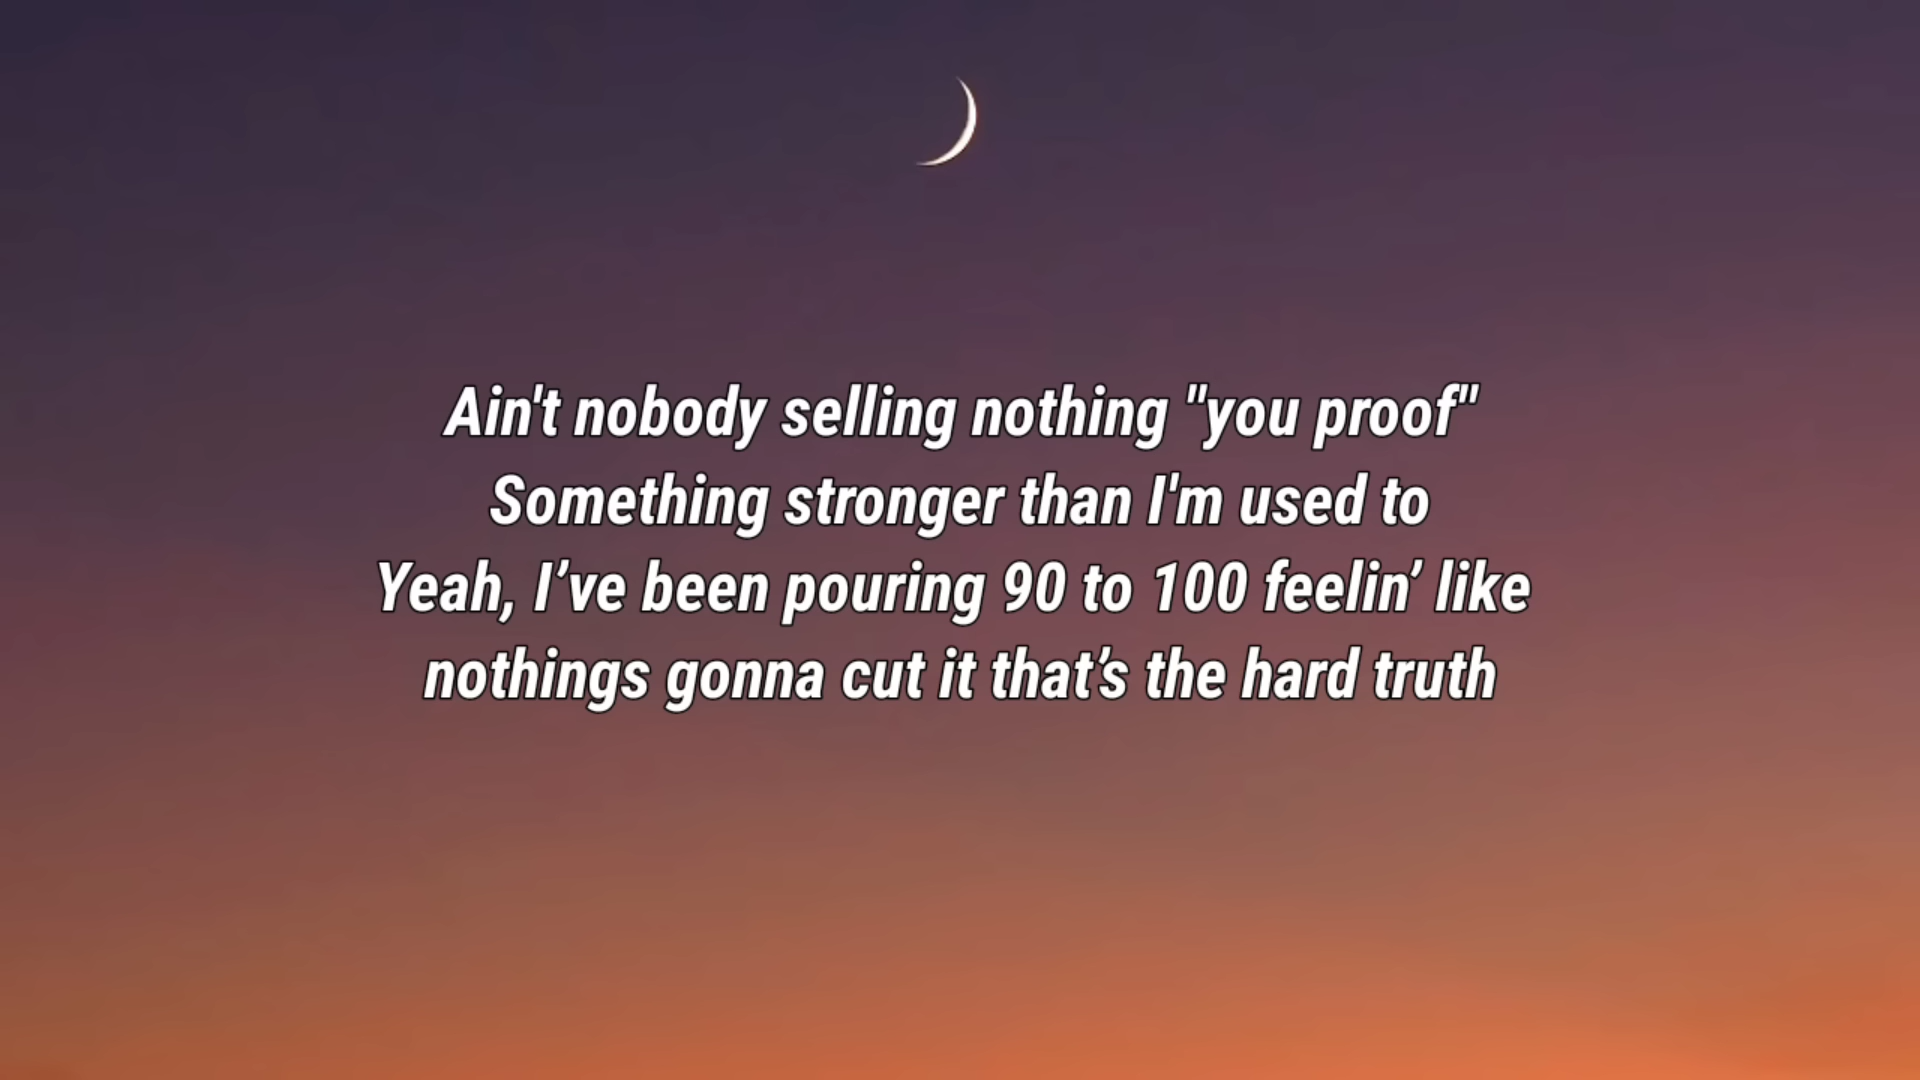 Ain't nobody selling nothing "you proof"
Something stronger than I'm used to
Yeah, I’ve been pouring 90 to 100 feelin’ like
nothings gonna cut it that’s the hard truth